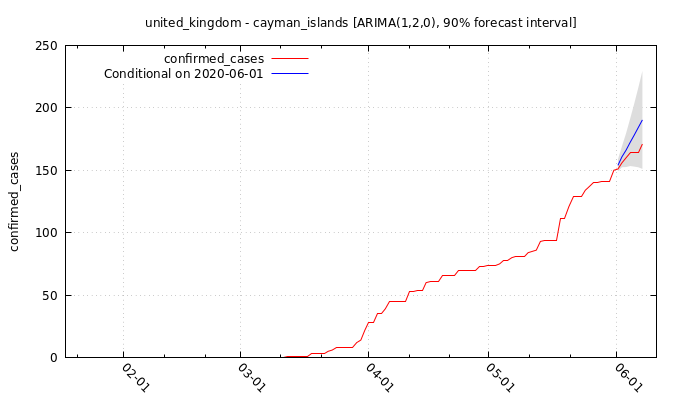 united_kingdom - cayman_islands [ARIMA(1,2,0), 90% forecast interval]
250
200
150
100
50
0
confirmed_cases
confirmed_cases
Conditional on 2020-06-01
02-01
03-01
04-01
05-01
06-01